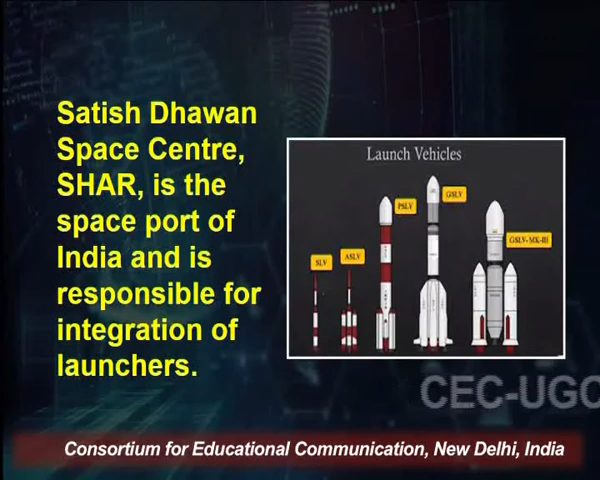 Satish Dhawan
Space Centre,
SHAR, is the
space port of
India and is
responsible for
integration of
launchers.
Launch Vehicles
SLV
ASLV
PSLV
GSLV
GSLV-MK-III
CEC-UGC
Consortium for Educational Communication, New Delhi, India